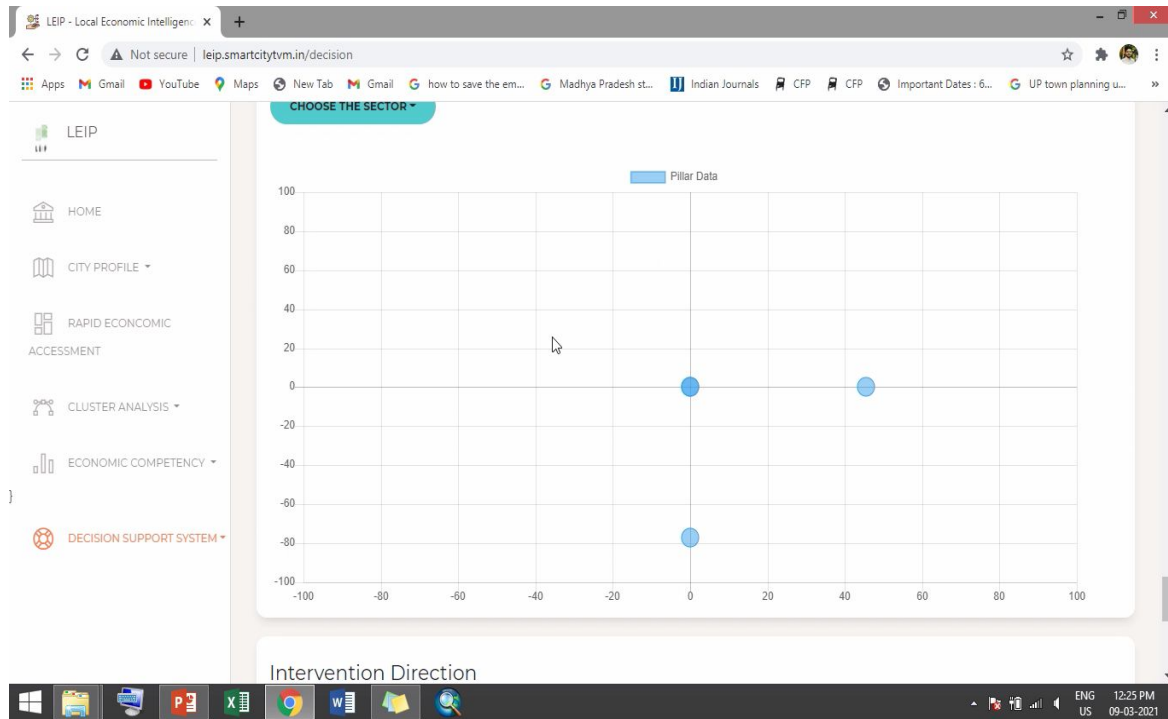 LEIP - Local Economic Intelligenc
Not secure | leip.smartcitytvm.in/decision
Apps Gmail YouTube Maps New Tab Gmail how to save the em... Madhya Pradesh st... Indian Journals CFP CFP Important Dates : 6... UP town planning u... »
LEIP
HOME
CITY PROFILE
RAPID ECONCOMIC
ACCESSMENT
CLUSTER ANALYSIS
ECONOMIC COMPETENCY
}
DECISION SUPPORT SYSTEM
CHOOSE THE SECTOR
Pillar Data
100
80
60
40
20
0
-20
-40
-60
-80
-100
-100 -80 -60 -40 -20 0 20 40 60 80 100
Intervention Direction
ENG 12:25 PM
US 09-03-2021